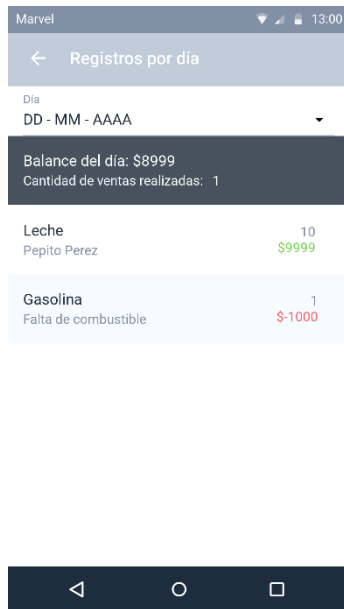 Marvel 13:00
Registros por día
Día
DD - MM - AAAA
Balance del día: $8999
Cantidad de ventas realizadas: 1
Leche 10
Pepito Perez $9999
Gasolina 1
Falta de combustible $-1000